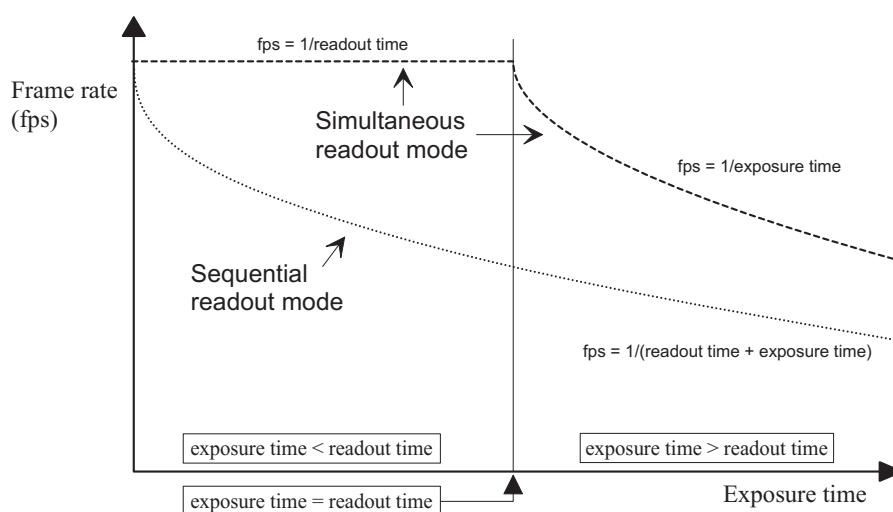 fps = 1/readout time
Frame rate
(fps)
Simultaneous
readout mode
fps = 1/exposure time
Sequential
readout mode
fps = 1/(readout time + exposure time)
exposure time < readout time
exposure time > readout time
exposure time = readout time
Exposure time